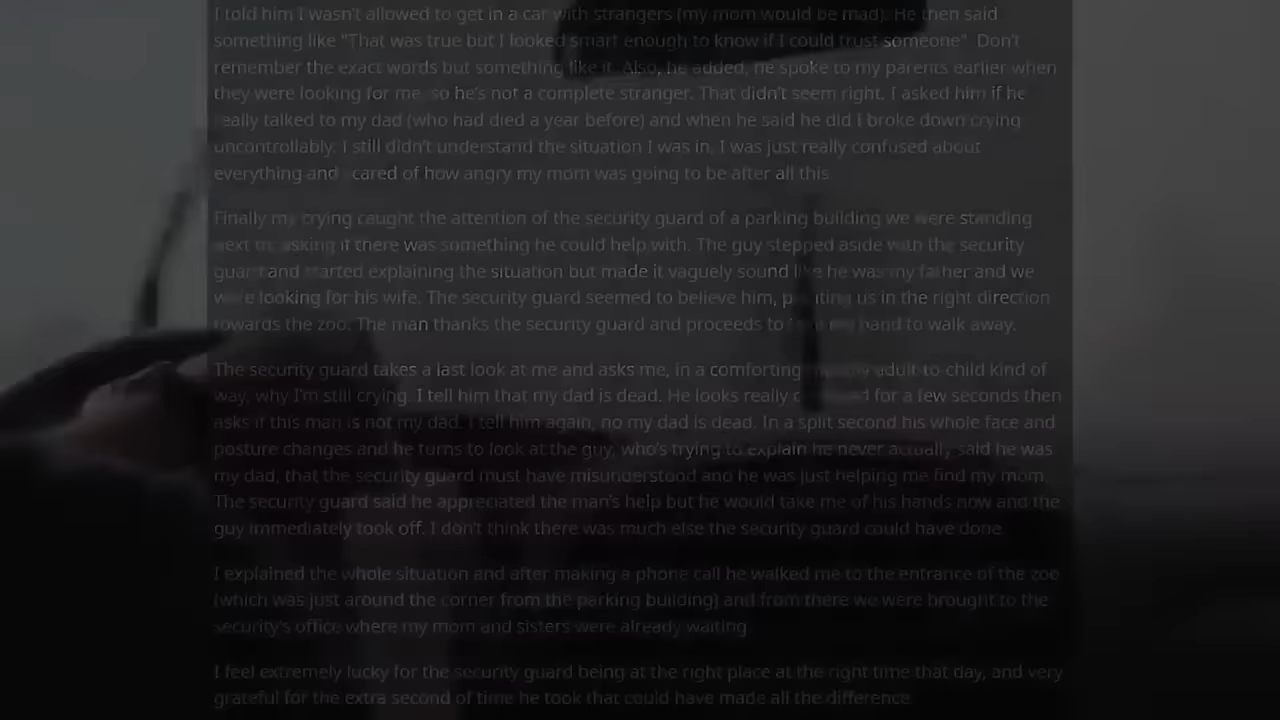 I told him I wasn't allowed to get in a car with strangers (my mom would be mad). He then said
something like "That was true but I looked smart enough to know if I could trust someone". Don't
remember the exact words but something like it. Also, he added, he spoke to my parents earlier when
they were looking for me, so he's not a complete stranger. That didn't seem right. I asked him if he
really talked to my dad (who had died a year before) and when he said he did I broke down crying
uncontrollably. I still didn't understand the situation I was in, I was just really confused about
everything and scared of how angry my mom was going to be after all this.
Finally my crying caught the attention of the security guard of a parking building we were standing
next to, asking if there was something he could help with. The guy stepped aside with the security
guard and started explaining the situation but made it vaguely sound like he was my father and we
were looking for his wife. The security guard seemed to believe him, pointing us in the right direction
towards the zoo. The man thanks the security guard and proceeds to take my hand to walk away.
The security guard takes a last look at me and asks me, in a comforting adult-to-child kind of
way, why I'm still crying. I tell him that my dad is dead. He looks really confused for a few seconds then
asks if this man is not my dad. I tell him again, no my dad is dead. In a split second his whole face and
posture changes and he turns to look at the guy, who's trying to explain he never actually said he was
my dad, that the security guard must have misunderstood and he was just helping me find my mom.
The security guard said he appreciated the man's help but he would take me of his hands now and the
guy immediately took off. I don't think there was much else the security guard could have done.
I explained the whole situation and after making a phone call he walked me to the entrance of the zoo
(which was just around the corner from the parking building) and from there we were brought to the
security's office where my mom and sisters were already waiting.
I feel extremely lucky for the security guard being at the right place at the right time that day, and very
grateful for the extra second of time he took that could have made all the difference.